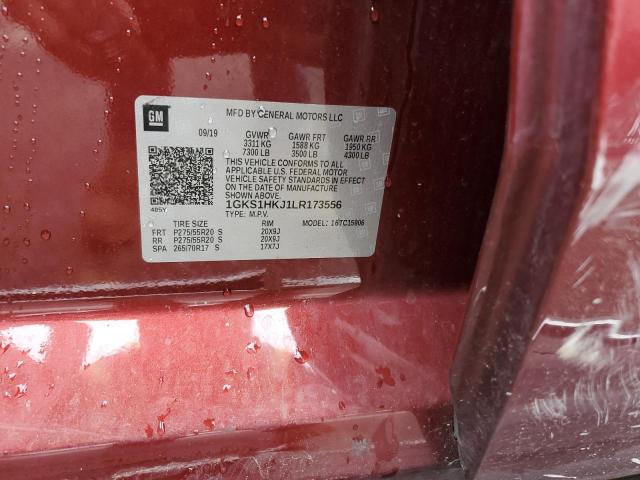 GM
MFD BY GENERAL MOTORS LLC
09/19 GVWR GAWR FRT GAWR RR
3311 KG 1588 KG 1950 KG
7300 LB 3500 LB 4300 LB
THIS VEHICLE CONFORMS TO ALL
APPLICABLE U.S. FEDERAL MOTOR
VEHICLE SAFETY STANDARDS IN
EFFECT ON THE DATE OF MANUFACTURE
SHOWN ABOVE.
1GKS1HKJ1LR173556
485Y TYPE: M.P.V. MODEL: 16TC15906
TIRE SIZE RIM
FRT P275/55R20 S 20X9J
RR P275/55R20 S 20X9J
SPA 265/70R17 S 17X7J